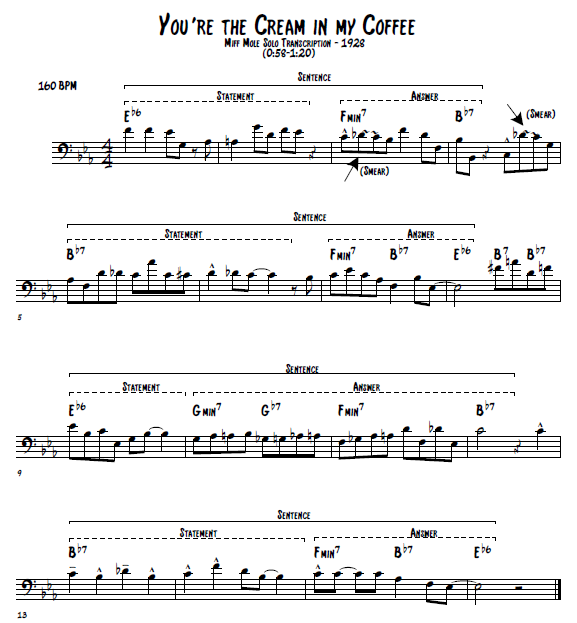 You're the Cream in my Coffee
Miff Mole Solo Transcription - 1928
(0:58-1:20)
160 BPM
Sentence
Statement Answer
E♭6 Fmin7 B♭7
(Smear)
(Smear)
Sentence
Statement Answer
B♭7 Fmin7 B♭7 E♭6 B7 B♭7
5
Sentence
Statement Answer
E♭6 Gmin7 G♭7 Fmin7 B♭7
9
Sentence
Statement Answer
B♭7 Fmin7 B♭7 E♭6
13